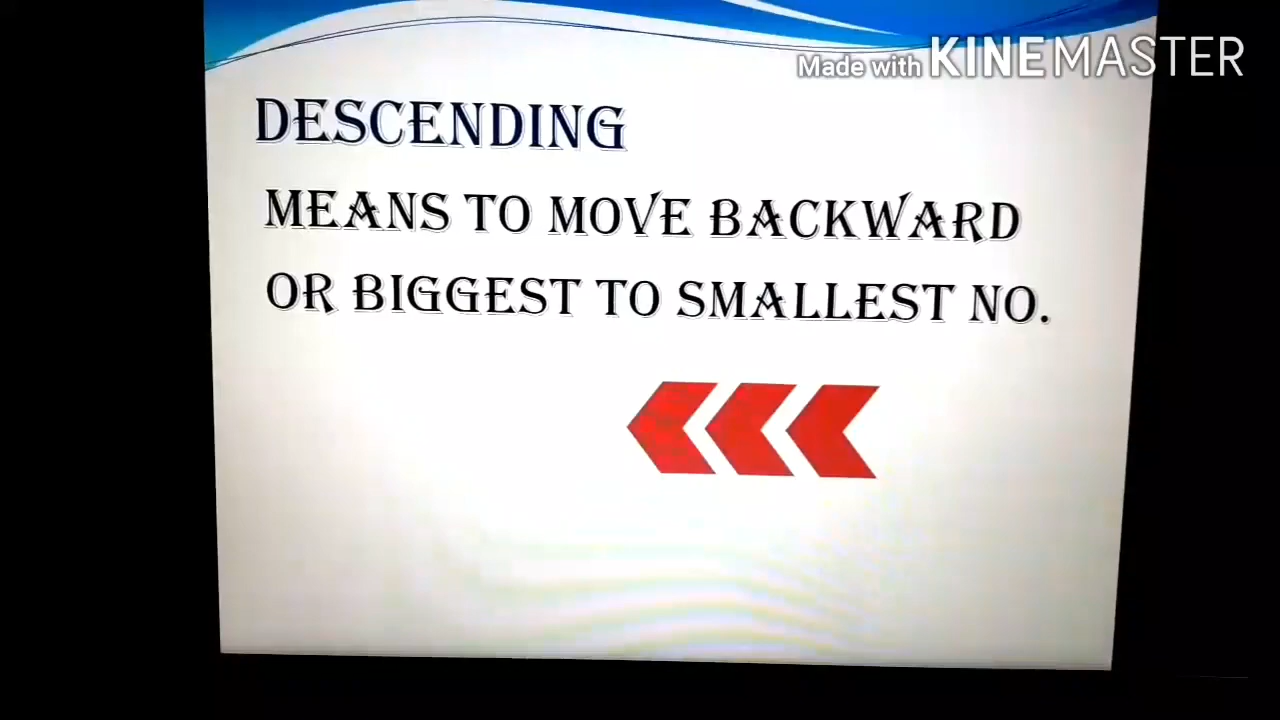 Made with KINEMASTER
DESCENDING
MEANS TO MOVE BACKWARD
OR BIGGEST TO SMALLEST NO.